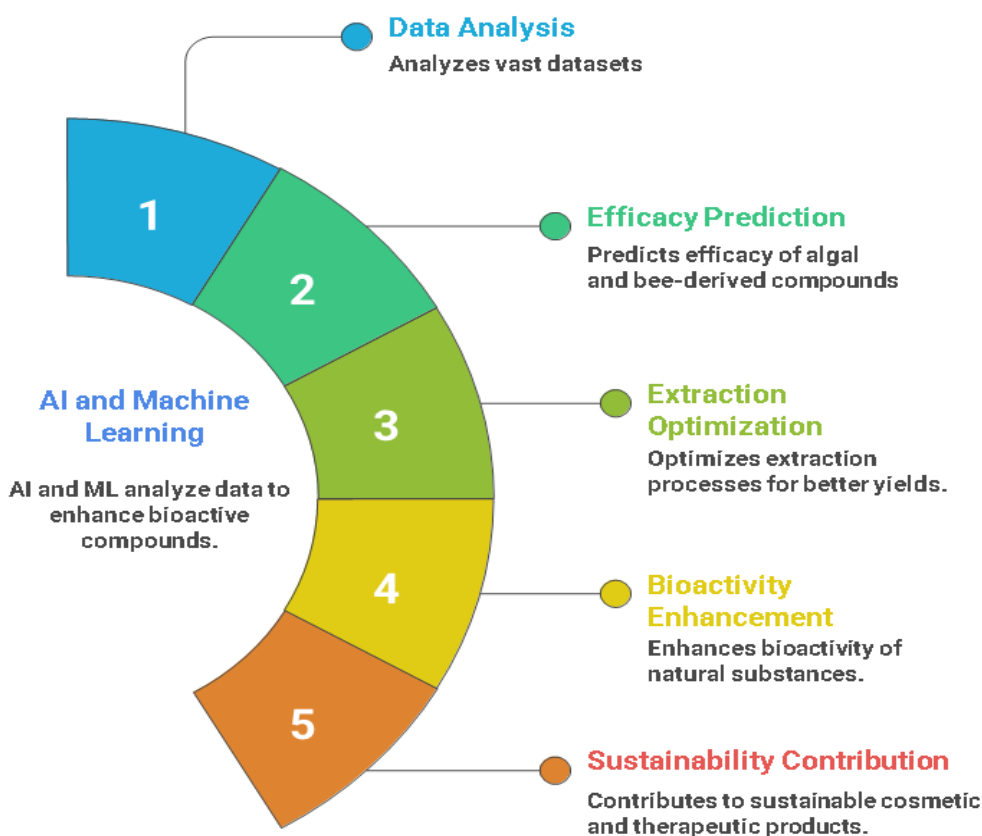 Data Analysis
Analyzes vast datasets
1
Efficacy Prediction
Predicts efficacy of algal
and bee-derived compounds
2
Extraction
Optimization
Optimizes extraction
processes for better yields.
3
AI and Machine
Learning
AI and ML analyze data to
enhance bioactive
compounds.
4
Bioactivity
Enhancement
Enhances bioactivity of
natural substances.
5
Sustainability Contribution
Contributes to sustainable cosmetic
and therapeutic products.